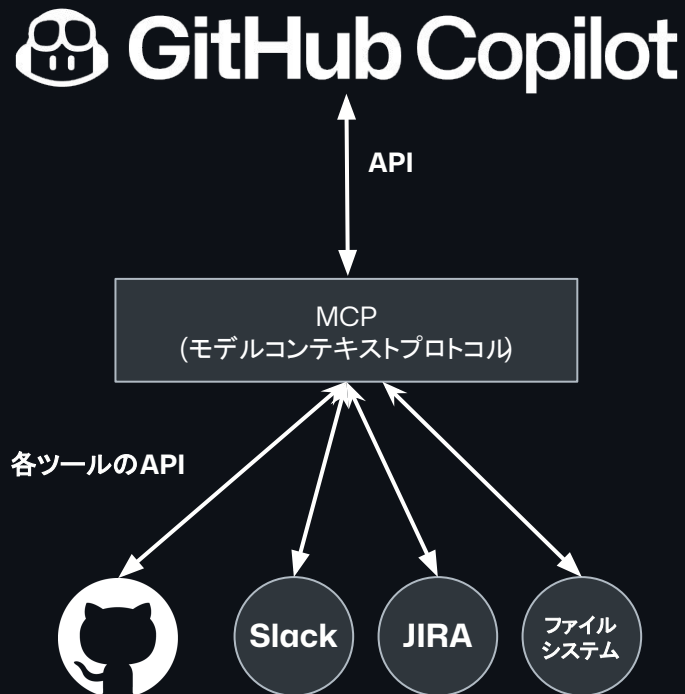 GitHub Copilot
API
MCP
(モデルコンテキストプロトコル)
各ツールのAPI
Slack
JIRA
ファイル
システム